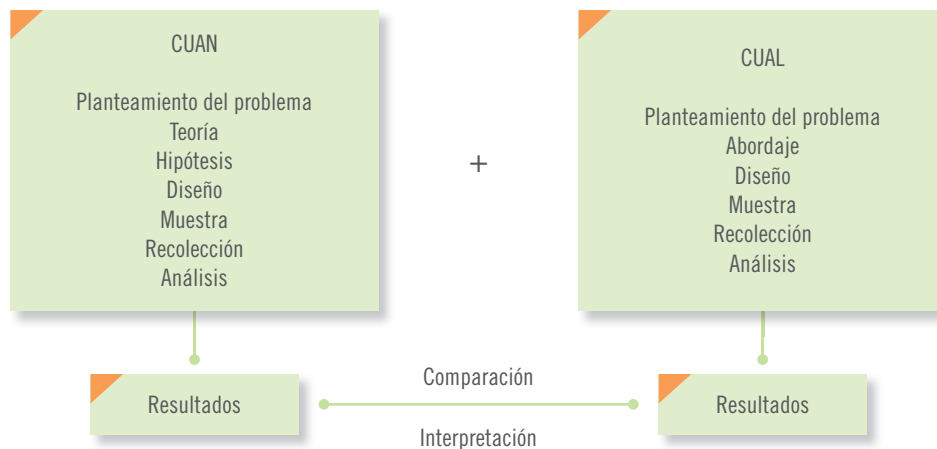 CUAN
Planteamiento del problema
Teoría
Hipótesis
Diseño
Muestra
Recolección
Análisis
+
CUAL
Planteamiento del problema
Abordaje
Diseño
Muestra
Recolección
Análisis
Resultados
Comparación
Interpretación
Resultados